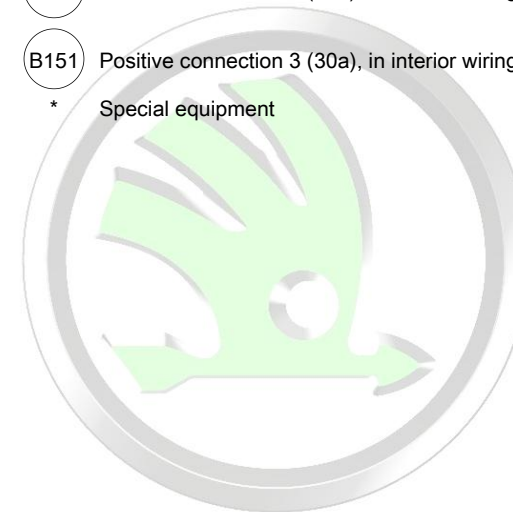 B151 Positive connection 3 (30a), in interior wiring
* Special equipment